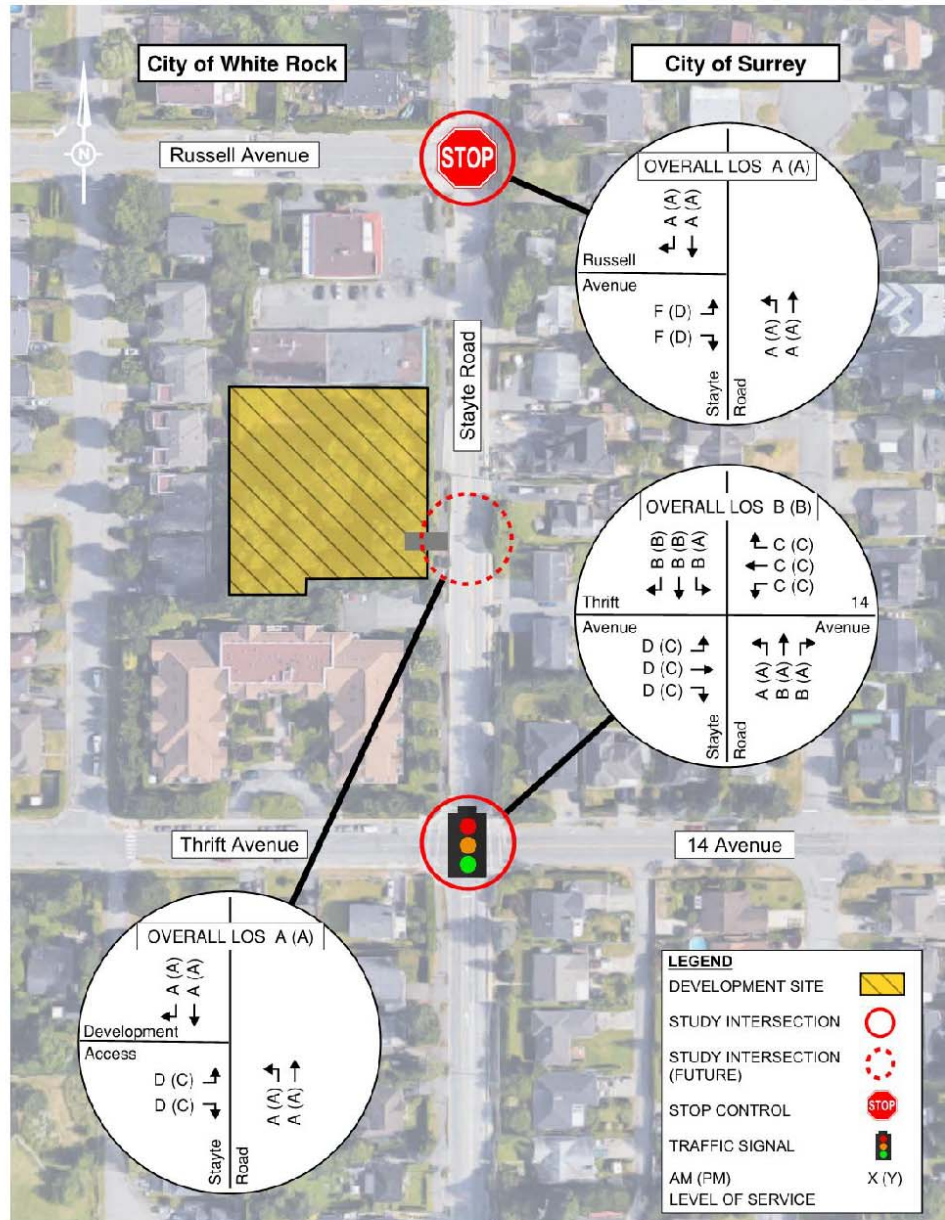 City of White Rock
City of Surrey
N
Russell Avenue
STOP
OVERALL LOS A (A)
A (A)
A (A)
Russell
Avenue
F (D)
F (D)
A (A)
A (A)
Stayte
Road
Stayte Road
OVERALL LOS B (B)
B (B)
B (B)
B (A)
C (C)
C (C)
C (C)
Thrift
14
Avenue
Avenue
D (C)
D (C)
D (C)
A (A)
B (A)
B (A)
Stayte
Road
Thrift Avenue
14 Avenue
OVERALL LOS A (A)
A (A)
A (A)
Development
Access
D (C)
D (C)
A (A)
A (A)
Stayte
Road
LEGEND
DEVELOPMENT SITE
STUDY INTERSECTION
STUDY INTERSECTION
(FUTURE)
STOP CONTROL
STOP
TRAFFIC SIGNAL
AM (PM) X (Y)
LEVEL OF SERVICE